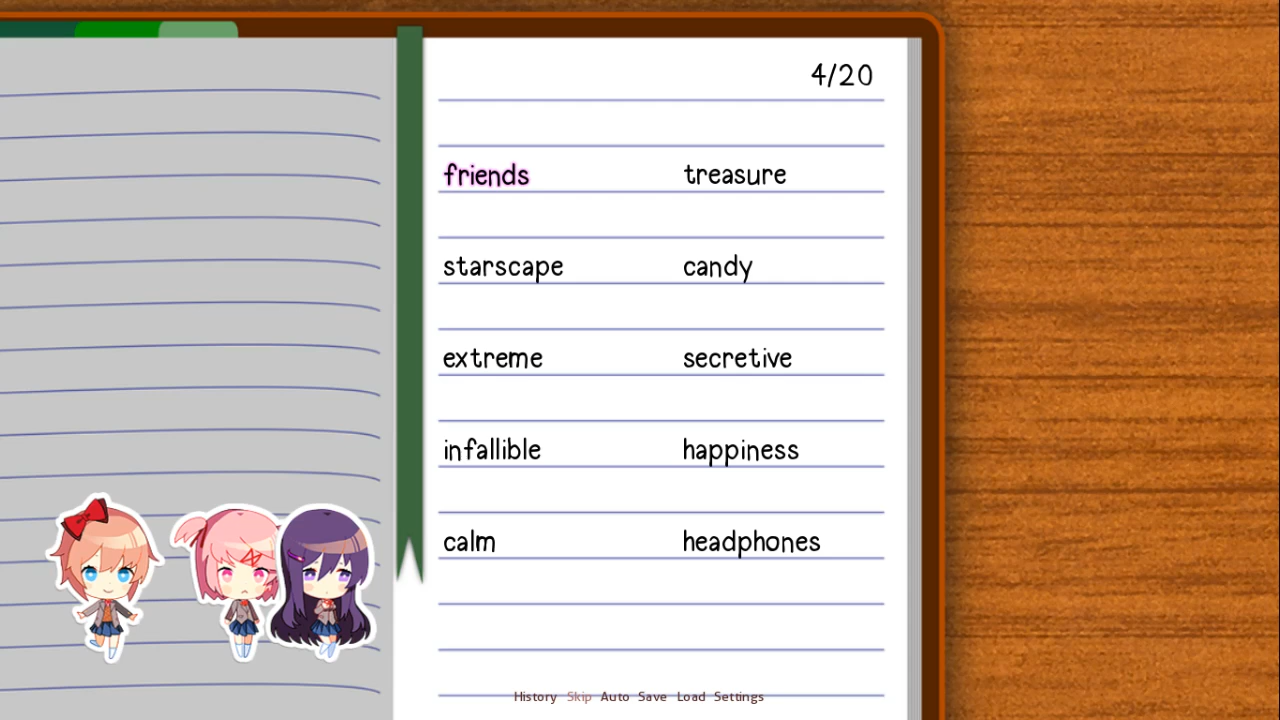 4/20
friends treasure
starscape candy
extreme secretive
infallible happiness
calm headphones
History Skip Auto Save Load Settings